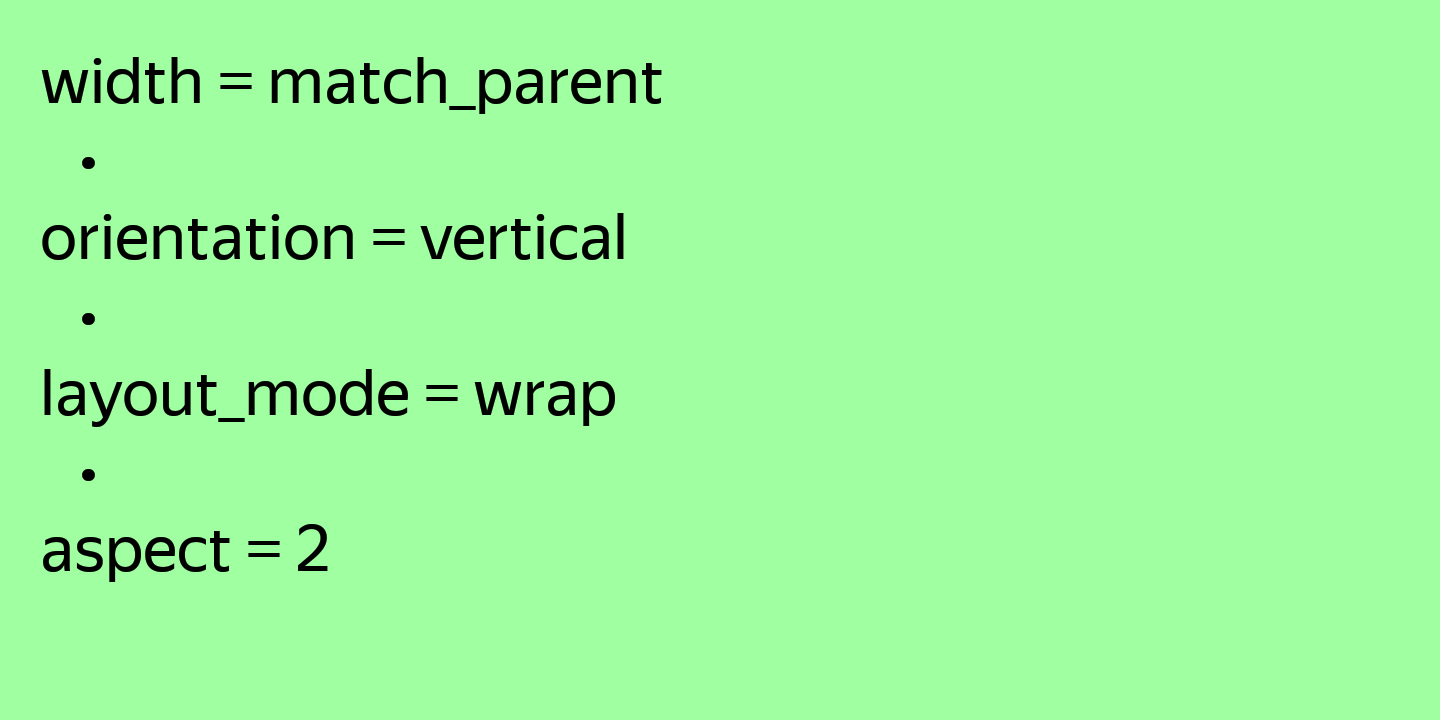 width = match_parent
•
orientation = vertical
•
layout_mode = wrap
•
aspect = 2